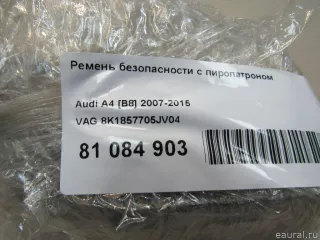 Ремень безопасности с пиропатроном
Audi A4 [B8] 2007-2015
VAG 8K1857705JV04
81 084 903
eaural.ru